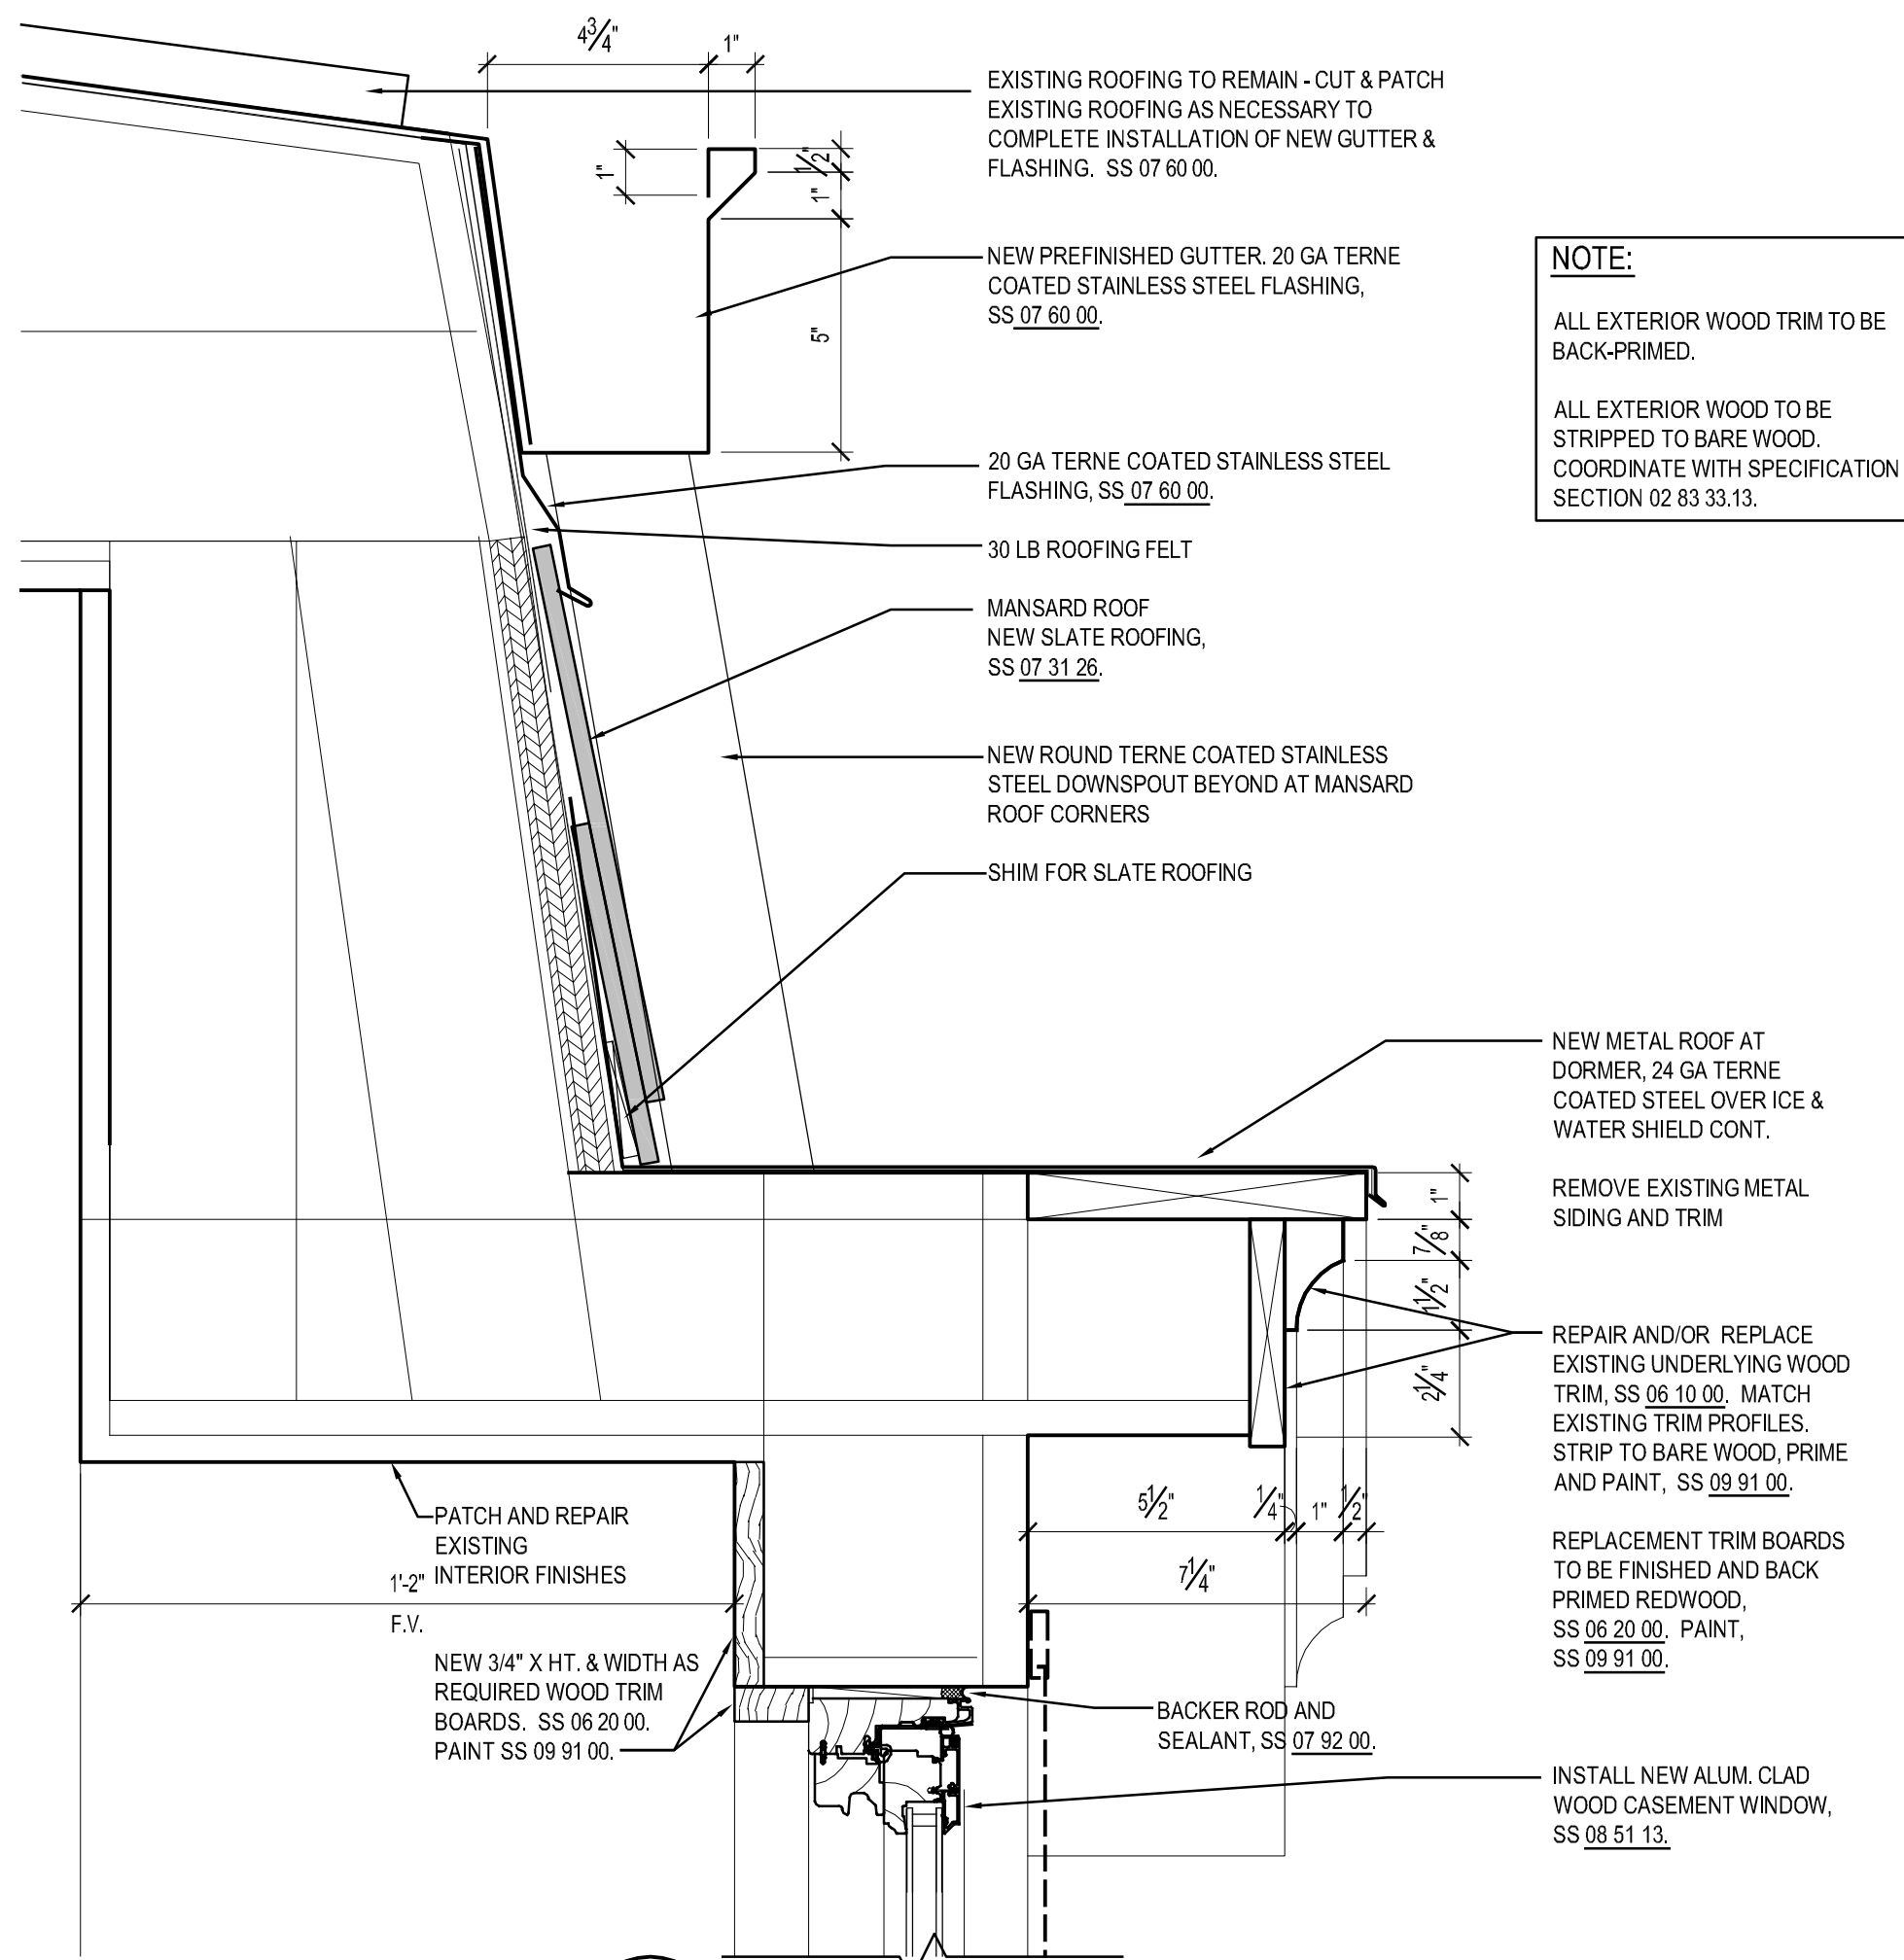 4 3/4"
1"
EXISTING ROOFING TO REMAIN - CUT & PATCH
EXISTING ROOFING AS NECESSARY TO
COMPLETE INSTALLATION OF NEW GUTTER &
FLASHING. SS 07 60 00.
1"
1/2"
1"
5"
NEW PREFINISHED GUTTER. 20 GA TERNE
COATED STAINLESS STEEL FLASHING,
SS 07 60 00.
NOTE:
ALL EXTERIOR WOOD TRIM TO BE
BACK-PRIMED.
ALL EXTERIOR WOOD TO BE
STRIPPED TO BARE WOOD.
COORDINATE WITH SPECIFICATION
SECTION 02 83 33.13.
20 GA TERNE COATED STAINLESS STEEL
FLASHING, SS 07 60 00.
30 LB ROOFING FELT
MANSARD ROOF
NEW SLATE ROOFING,
SS 07 31 26.
NEW ROUND TERNE COATED STAINLESS
STEEL DOWNSPOUT BEYOND AT MANSARD
ROOF CORNERS
SHIM FOR SLATE ROOFING
NEW METAL ROOF AT
DORMER, 24 GA TERNE
COATED STEEL OVER ICE &
WATER SHIELD CONT.
REMOVE EXISTING METAL
SIDING AND TRIM
1"
7/8"
1 1/2"
2 1/4"
REPAIR AND/OR REPLACE
EXISTING UNDERLYING WOOD
TRIM, SS 06 10 00. MATCH
EXISTING TRIM PROFILES.
STRIP TO BARE WOOD, PRIME
AND PAINT, SS 09 91 00.
REPLACEMENT TRIM BOARDS
TO BE FINISHED AND BACK
PRIMED REDWOOD,
SS 06 20 00. PAINT,
SS 09 91 00.
5 1/2"
1/4"
1"
1/2"
7 1/4"
PATCH AND REPAIR
EXISTING
INTERIOR FINISHES
1'-2"
F.V.
NEW 3/4" X HT. & WIDTH AS
REQUIRED WOOD TRIM
BOARDS. SS 06 20 00.
PAINT SS 09 91 00.
BACKER ROD AND
SEALANT, SS 07 92 00.
INSTALL NEW ALUM. CLAD
WOOD CASEMENT WINDOW,
SS 08 51 13.